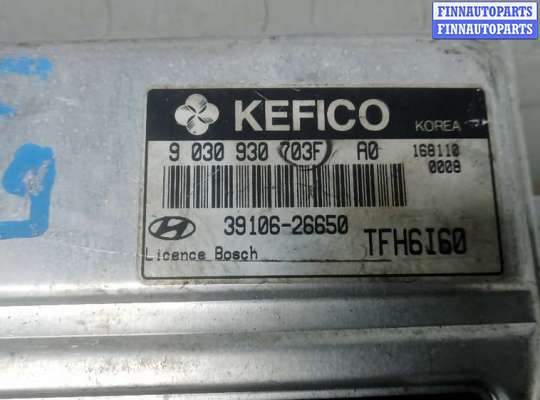 FINNAUTOPARTS
FINNAUTOPARTS
KEFICO
KOREA
9 030 930 703F A0
168110
0008
39106-26650
Licence Bosch
TFH6I60